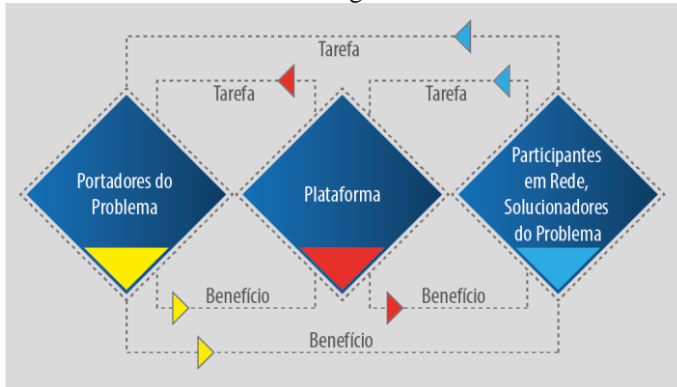 Tarefa
Tarefa
Tarefa
Portadores do
Problema
Plataforma
Participantes
em Rede,
Solucionadores
do Problema
Benefício
Benefício
Benefício